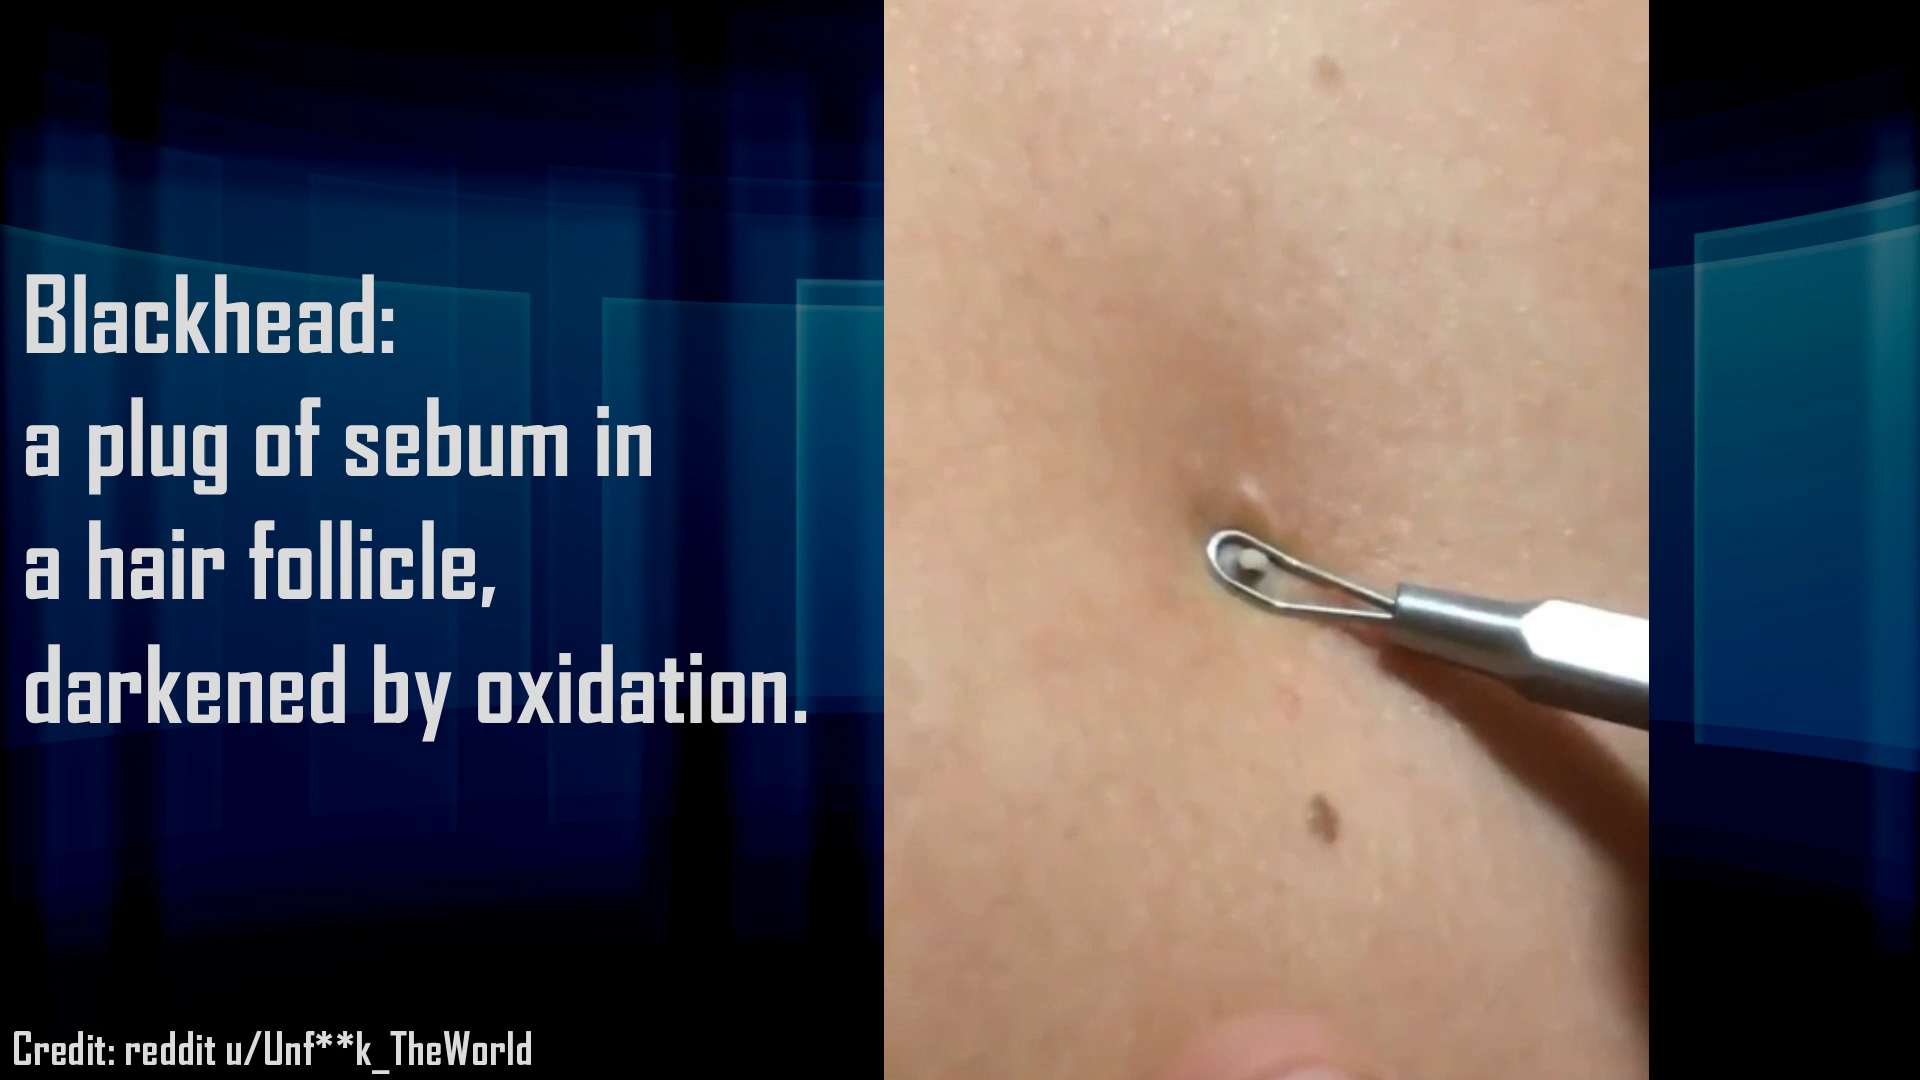 Blackhead:
a plug of sebum in
a hair follicle,
darkened by oxidation.
Credit: reddit u/Unf**k_TheWorld